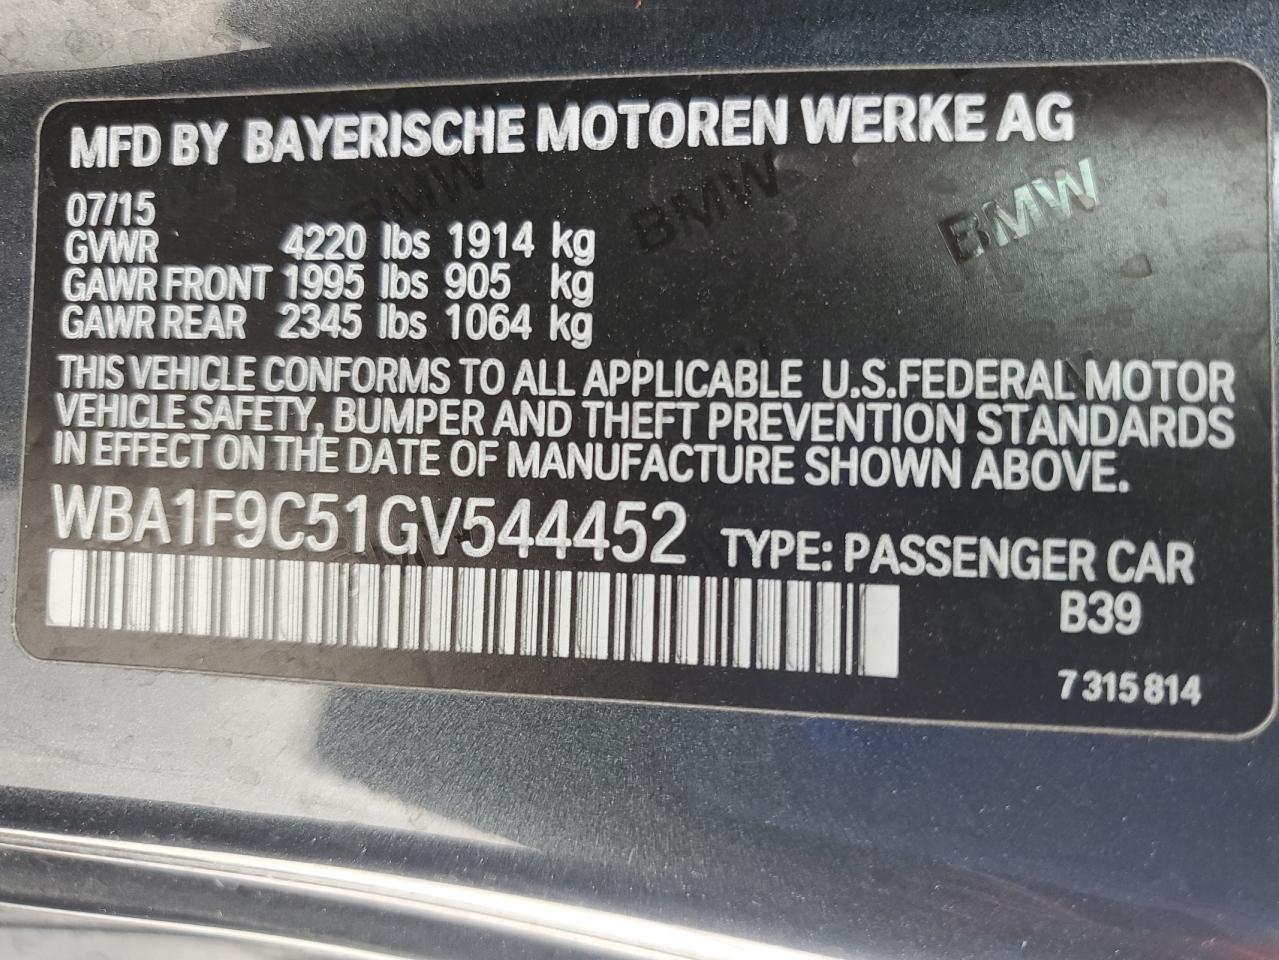 MFD BY BAYERISCHE MOTOREN WERKE AG
07/15
GVWR 4220 lbs 1914 kg
GAWR FRONT 1995 lbs 905 kg
GAWR REAR 2345 lbs 1064 kg
BMW BMW BMW
THIS VEHICLE CONFORMS TO ALL APPLICABLE U.S.FEDERAL MOTOR
VEHICLE SAFETY, BUMPER AND THEFT PREVENTION STANDARDS
IN EFFECT ON THE DATE OF MANUFACTURE SHOWN ABOVE.
WBA1F9C51GV544452 TYPE: PASSENGER CAR
B39
7 315 814